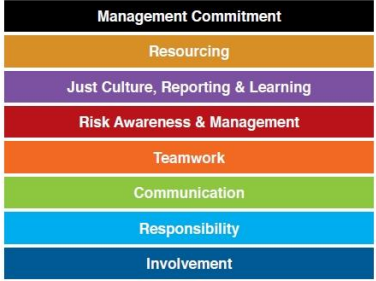 Management Commitment
Resourcing
Just Culture, Reporting & Learning
Risk Awareness & Management
Teamwork
Communication
Responsibility
Involvement